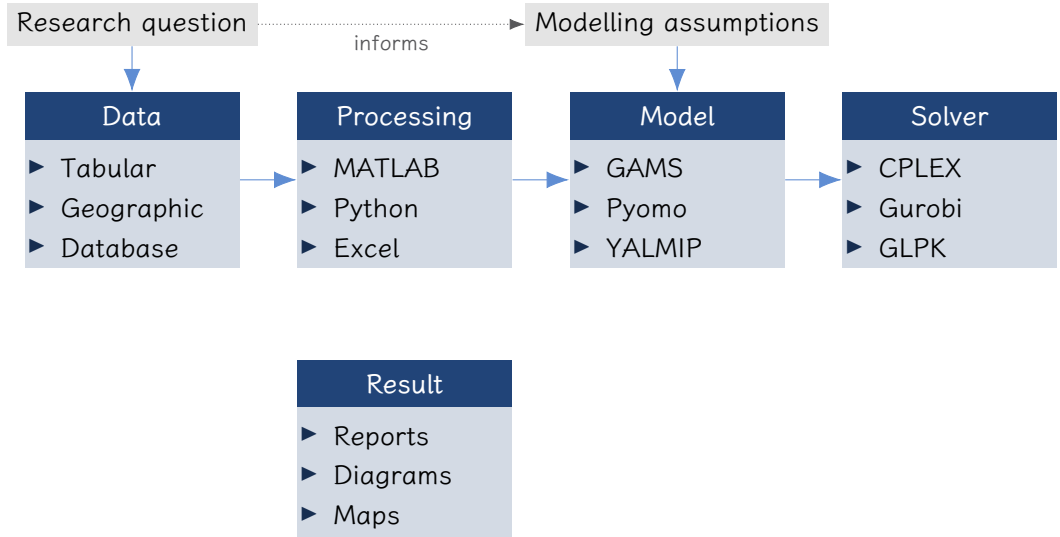 Research question
informs
Modelling assumptions
Data
Tabular
Geographic
Database
Processing
MATLAB
Python
Excel
Model
GAMS
Pyomo
YALMIP
Solver
CPLEX
Gurobi
GLPK
Result
Reports
Diagrams
Maps